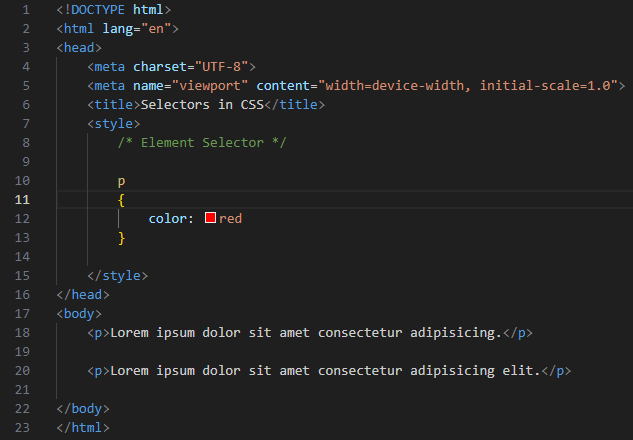 1 <!DOCTYPE html>
2 <html lang="en">
3 <head>
4     <meta charset="UTF-8">
5     <meta name="viewport" content="width=device-width, initial-scale=1.0">
6     <title>Selectors in CSS</title>
7     <style>
8         /* Element Selector */
9
10         p
11         {
12             color: red
13         }
14
15     </style>
16 </head>
17 <body>
18     <p>Lorem ipsum dolor sit amet consectetur adipisicing.</p>
19
20     <p>Lorem ipsum dolor sit amet consectetur adipisicing elit.</p>
21
22 </body>
23 </html>